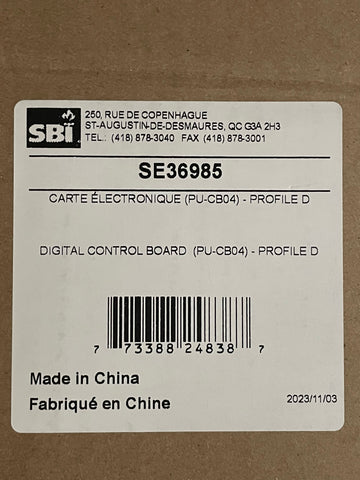 SBi
250, RUE DE COPENHAGUE
ST-AUGUSTIN-DE-DESMAURES, QC G3A 2H3
TEL.: (418) 878-3040 FAX (418) 878-3001
SE36985
CARTE ÉLECTRONIQUE (PU-CB04) - PROFILE D
DIGITAL CONTROL BOARD (PU-CB04) - PROFILE D
7 73388 24838 7
Made in China
Fabriqué en Chine
2023/11/03